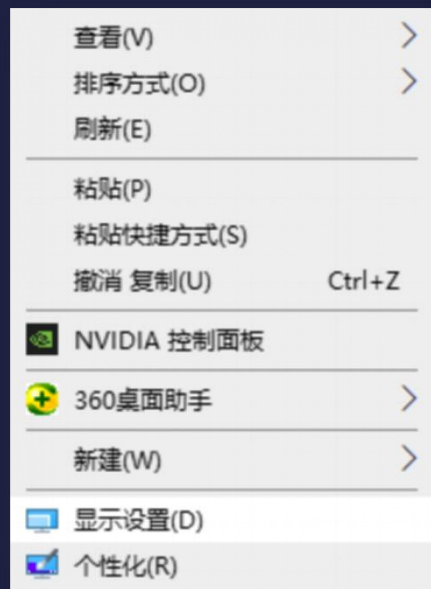 查看(V)
排序方式(O)
刷新(E)
粘贴(P)
粘贴快捷方式(S)
撤消 复制(U) Ctrl+Z
NVIDIA 控制面板
360桌面助手
新建(W)
显示设置(D)
个性化(R)